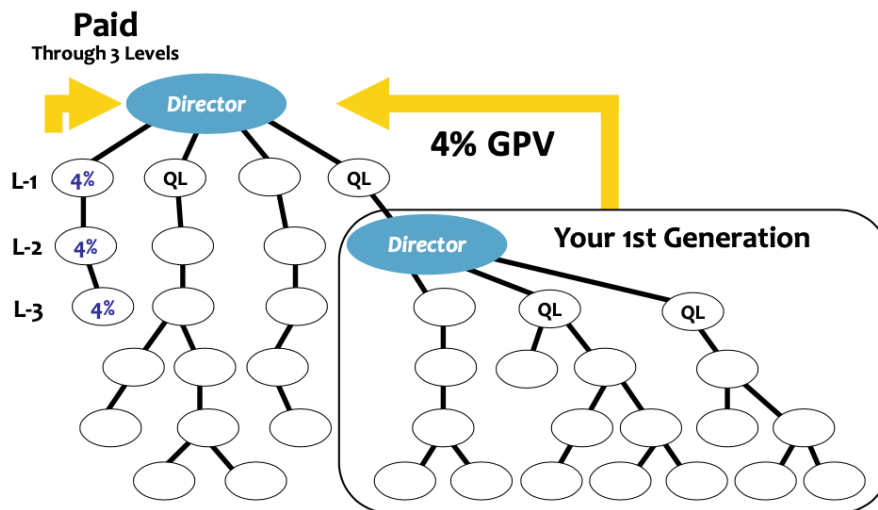 Paid
Through 3 Levels
Director
4% GPV
L-1 4% QL QL
L-2 4% Director Your 1st Generation
L-3 4% QL QL